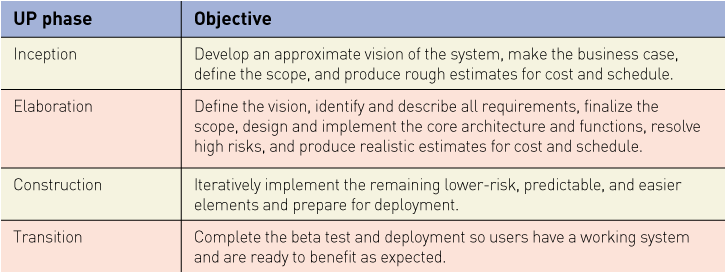 UP phase Objective
Inception Develop an approximate vision of the system, make the business case,
define the scope, and produce rough estimates for cost and schedule.
Elaboration Define the vision, identify and describe all requirements, finalize the
scope, design and implement the core architecture and functions, resolve
high risks, and produce realistic estimates for cost and schedule.
Construction Iteratively implement the remaining lower-risk, predictable, and easier
elements and prepare for deployment.
Transition Complete the beta test and deployment so users have a working system
and are ready to benefit as expected.